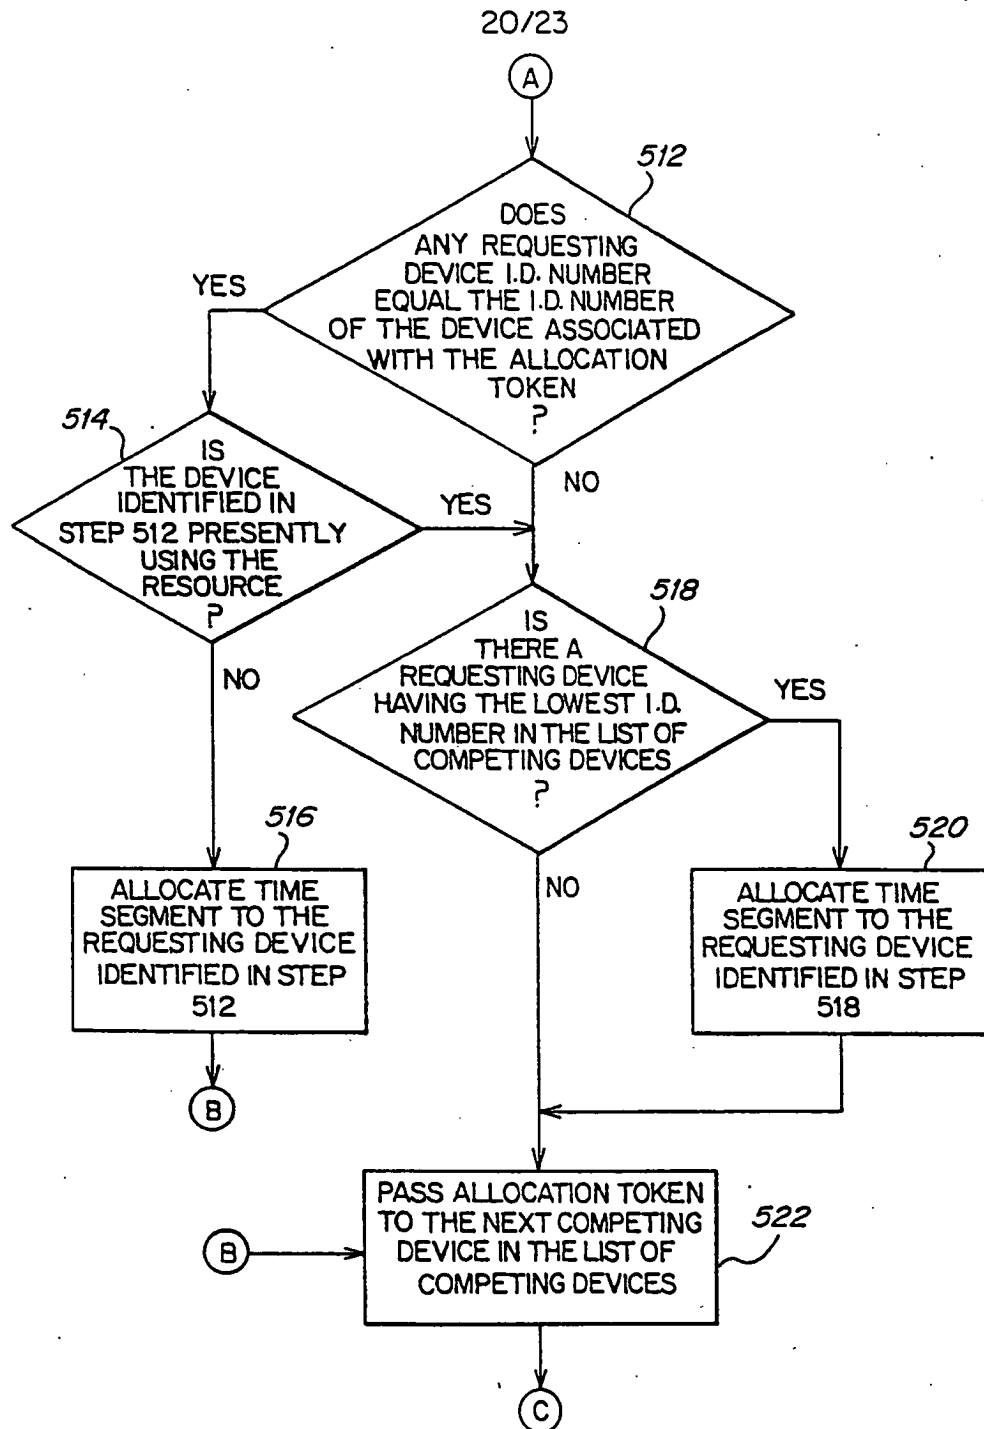 20/23
A
512
DOES
ANY REQUESTING
DEVICE I.D. NUMBER
EQUAL THE I.D. NUMBER
OF THE DEVICE ASSOCIATED
WITH THE ALLOCATION
TOKEN
?
YES
NO
514
IS
THE DEVICE
IDENTIFIED IN
STEP 512 PRESENTLY
USING THE
RESOURCE
?
YES
NO
518
IS
THERE A
REQUESTING DEVICE
HAVING THE LOWEST I.D.
NUMBER IN THE LIST OF
COMPETING DEVICES
?
YES
NO
516
ALLOCATE TIME
SEGMENT TO THE
REQUESTING DEVICE
IDENTIFIED IN STEP
512
B
520
ALLOCATE TIME
SEGMENT TO THE
REQUESTING DEVICE
IDENTIFIED IN STEP
518
B
PASS ALLOCATION TOKEN
TO THE NEXT COMPETING
DEVICE IN THE LIST OF
COMPETING DEVICES
522
C